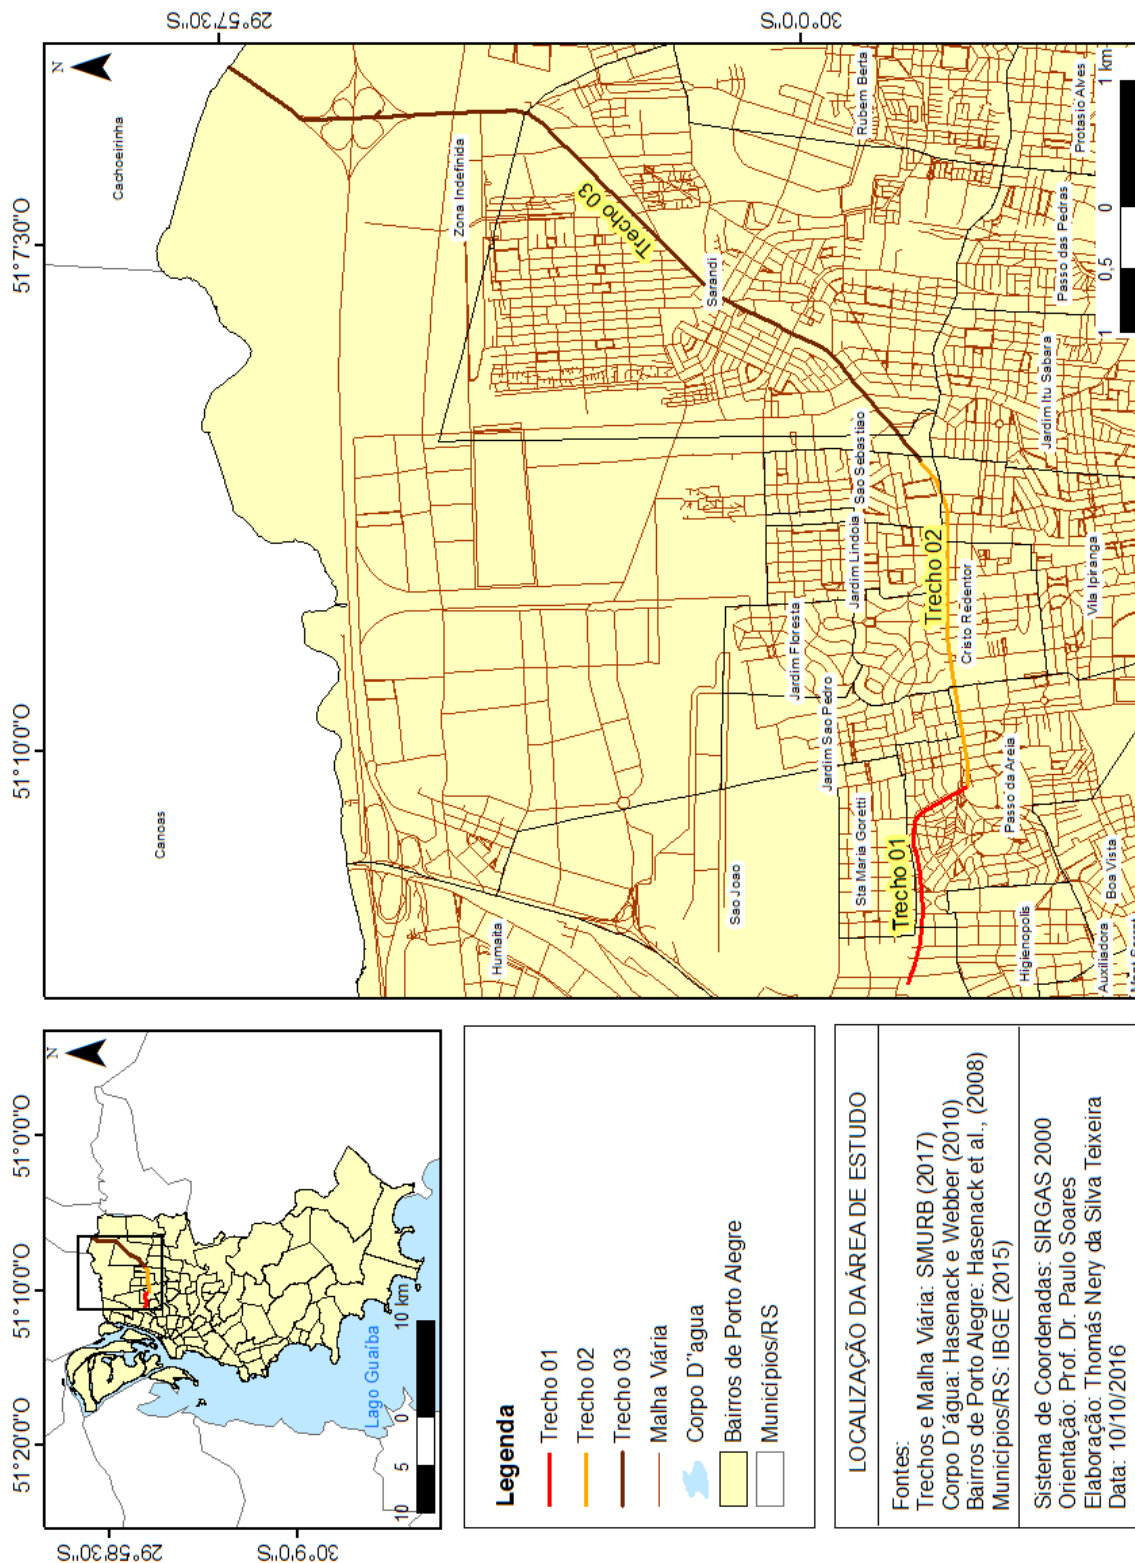 51°20'0"O
51°10'0"O
51°0'0"O
29°58'30"S
30°9'0"S
N
Lago Guaíba
10
5
0
10 km
Legenda
Trecho 01
Trecho 02
Trecho 03
Malha Viária
Corpo D''agua
Bairros de Porto Alegre
Municípios/RS
LOCALIZAÇÃO DA ÁREA DE ESTUDO
Fontes:
Trechos e Malha Viária: SMURB (2017)
Corpo D´água: Hasenack e Webber (2010)
Bairros de Porto Alegre: Hasenack et al., (2008)
Municípios/RS: IBGE (2015)
Sistema de Coordenadas: SIRGAS 2000
Orientação: Prof. Dr. Paulo Soares
Elaboração: Thomás Nery da Silva Teixeira
Data: 10/10/2016
51°10'0"O
51°7'30"O
29°57'30"S
30°0'0"S
N
Canoas
Cachoeirinha
Zona Indefinida
Humaita
Trecho 03
Sarandi
Sao Joao
Jardim Floresta
Jardim Sao Pedro
Sta Maria Goretti
Jardim Lindoia
Sao Sebastiao
Rubem Berta
Trecho 01
Trecho 02
Cristo Redentor
Passo da Areia
Higienopolis
Jardim Itu Sabara
Passo das Pedras
Protasio Alves
Vila Ipiranga
Boa Vista
Auxiliadora
1
0,5
0
1 km